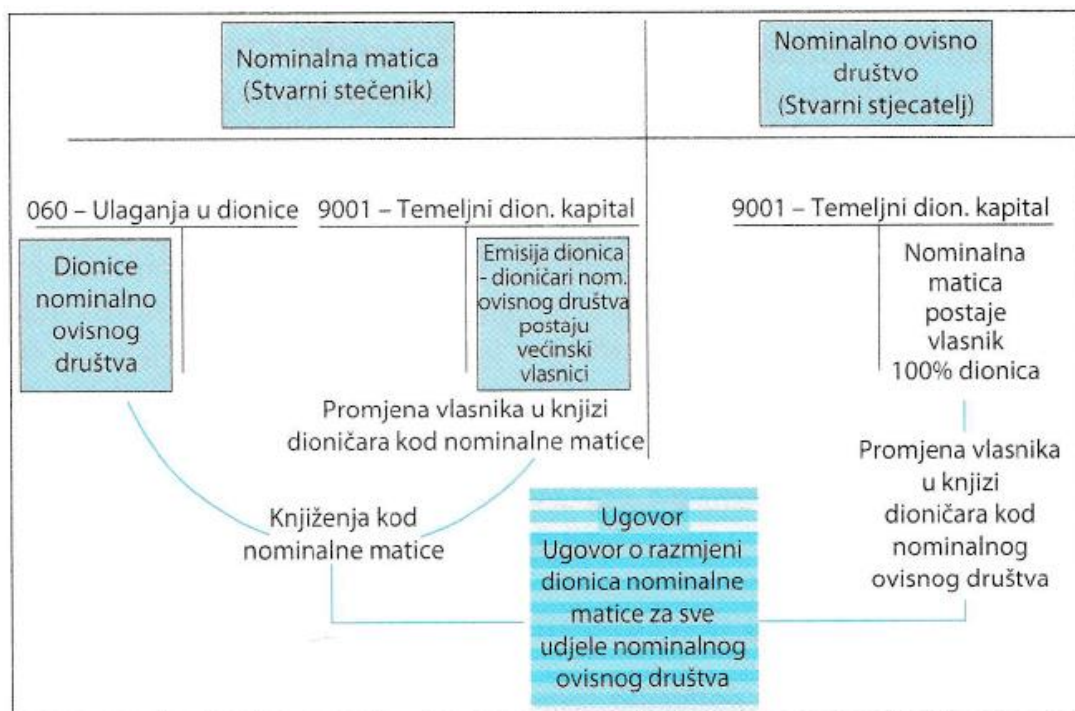 Nominalna matica
(Stvarni stečenik)
Nominalno ovisno
društvo
(Stvarni stjecatelj)
060 – Ulaganja u dionice
9001 – Temeljni dion. kapital
9001 – Temeljni dion. kapital
Dionice
nominalno
ovisnog
društva
Emisija dionica
- dioničari nom.
ovisnog društva
postaju
većinski
vlasnici
Nominalna
matica
postaje
vlasnik
100% dionica
Promjena vlasnika u knjizi
dioničara kod nominalne matice
Promjena vlasnika
u knjizi
dioničara kod
nominalnog
ovisnog društva
Knjiženja kod
nominalne matice
Ugovor
Ugovor o razmjeni
dionica nominalne
matice za sve
udjele nominalnog
ovisnog društva